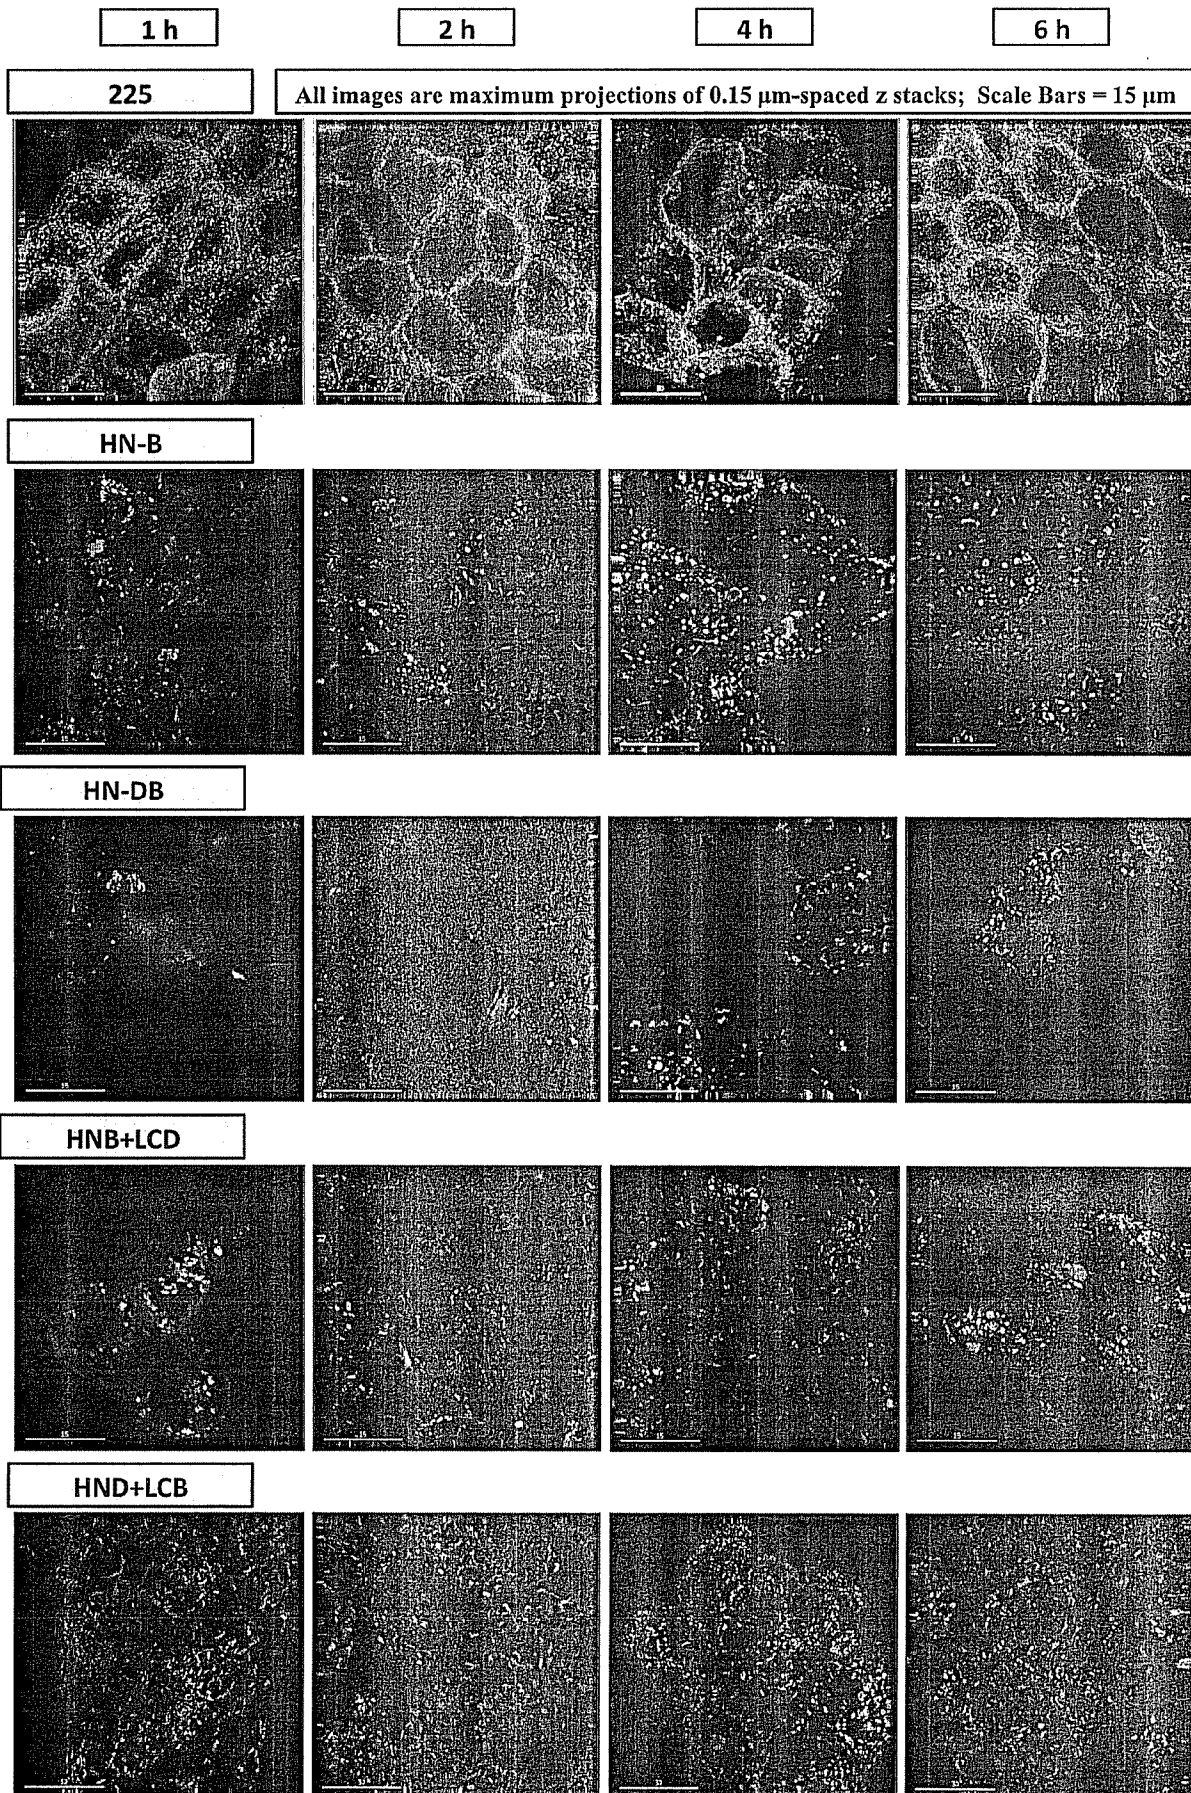 1 h 2 h 4 h 6 h
225
All images are maximum projections of 0.15 µm-spaced z stacks; Scale Bars = 15 µm
HN-B
HN-DB
HNB+LCD
HND+LCB